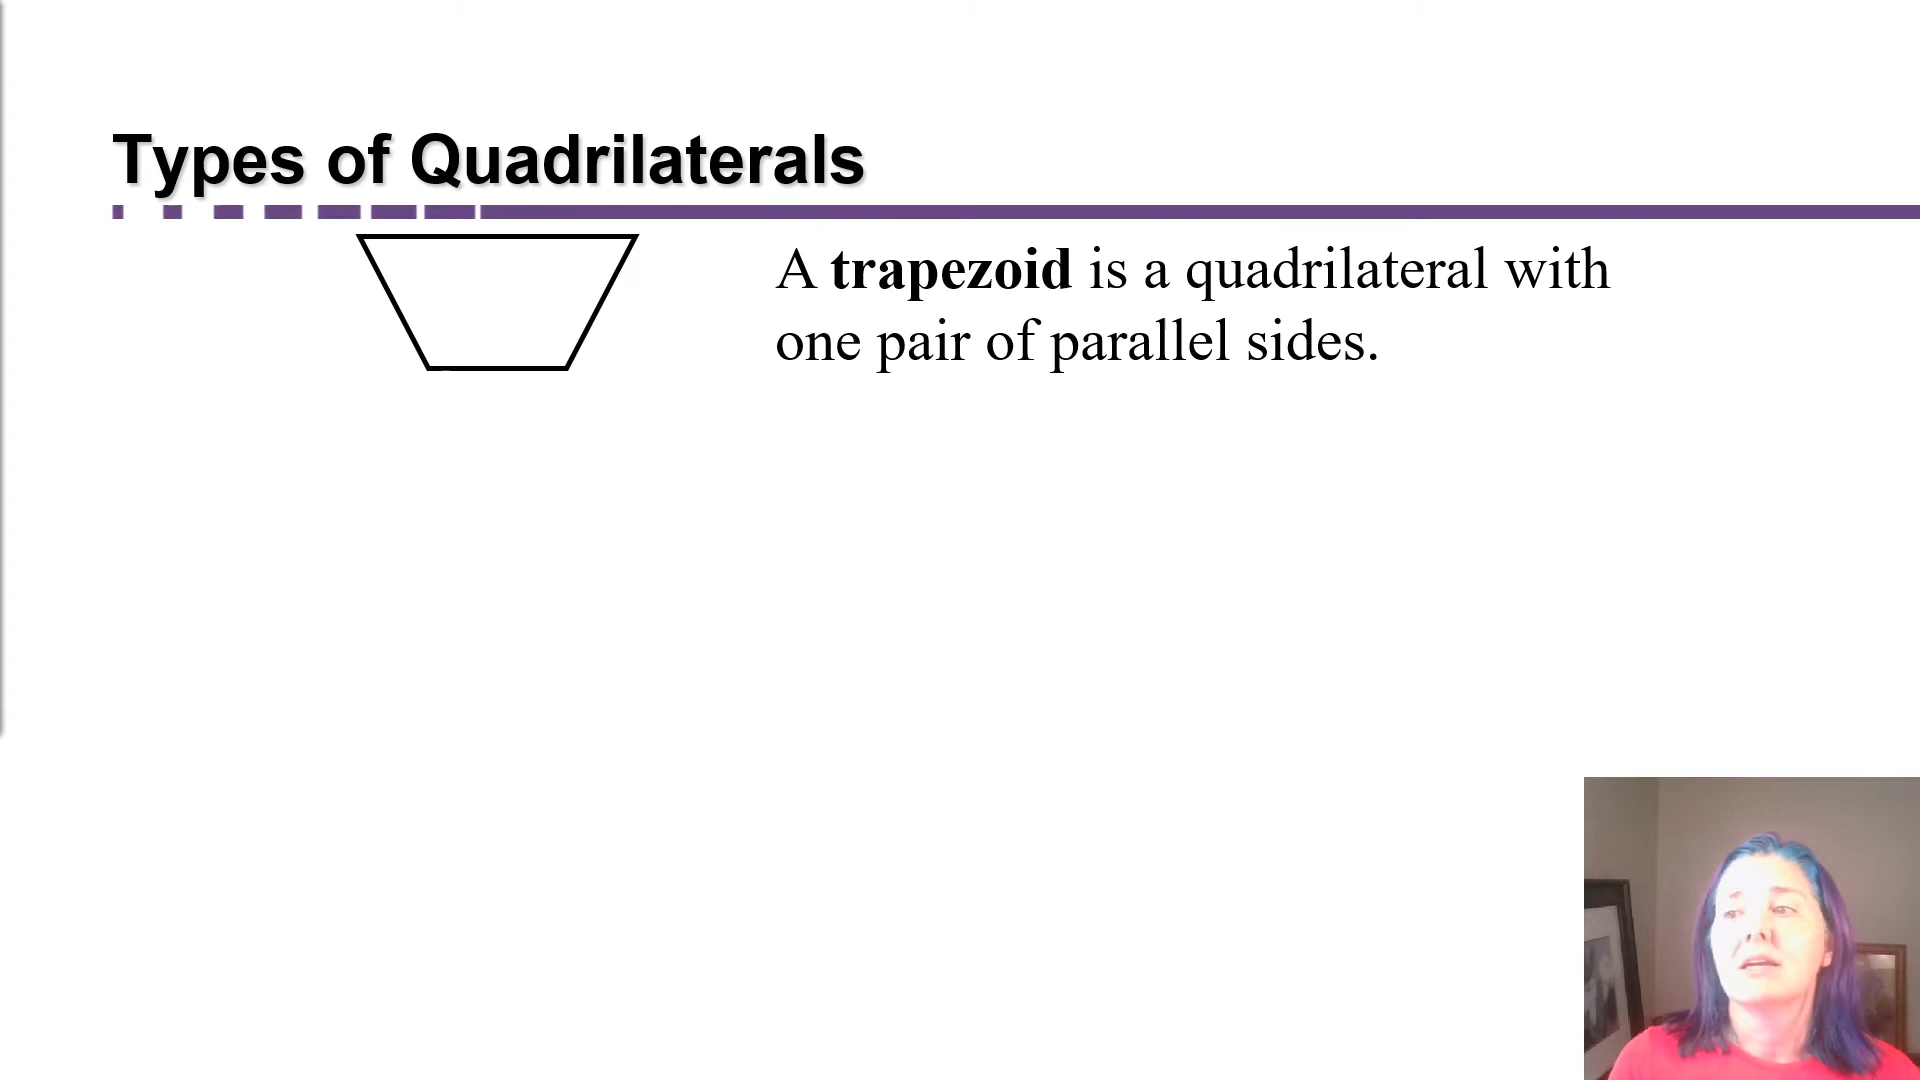 Types of Quadrilaterals
A trapezoid is a quadrilateral with
one pair of parallel sides.